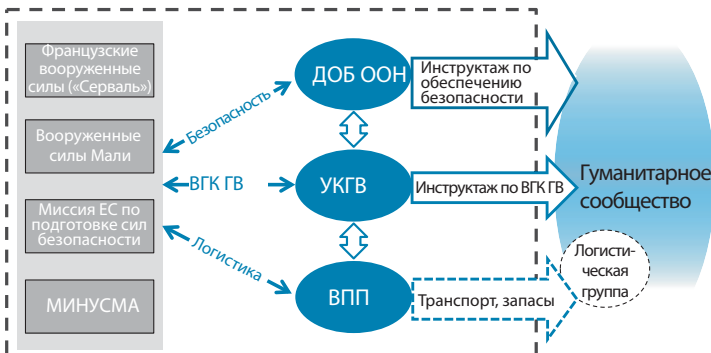 Французские
вооруженные
силы («Серваль»)
Вооруженные
силы Мали
Миссия ЕС по
подготовке сил
безопасности
МИНУСМА
Безопасность
ВГК ГВ
Логистика
ДОБ ООН
УКГВ
ВПП
Инструктаж по
обеспечению
безопасности
Инструктаж по ВГК ГВ
Транспорт, запасы
Гуманитарное
сообщество
Логисти-
ческая
группа